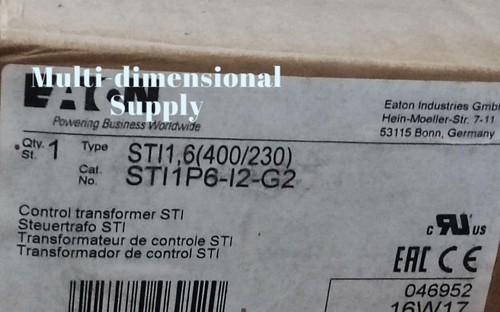 Multi-dimensional
Supply
EATON
Powering Business Worldwide
Eaton Industries GmbH
Hein-Moeller-Str. 7-11
53115 Bonn, Germany
Qty. 1 Type STI1,6(400/230)
St.
Cat. STI1P6-I2-G2
No.
Control transformer STI
Steuertrafo STI
Transformateur de controle STI
Transformador de control STI
c RU us
EAC CE
046952
16W17